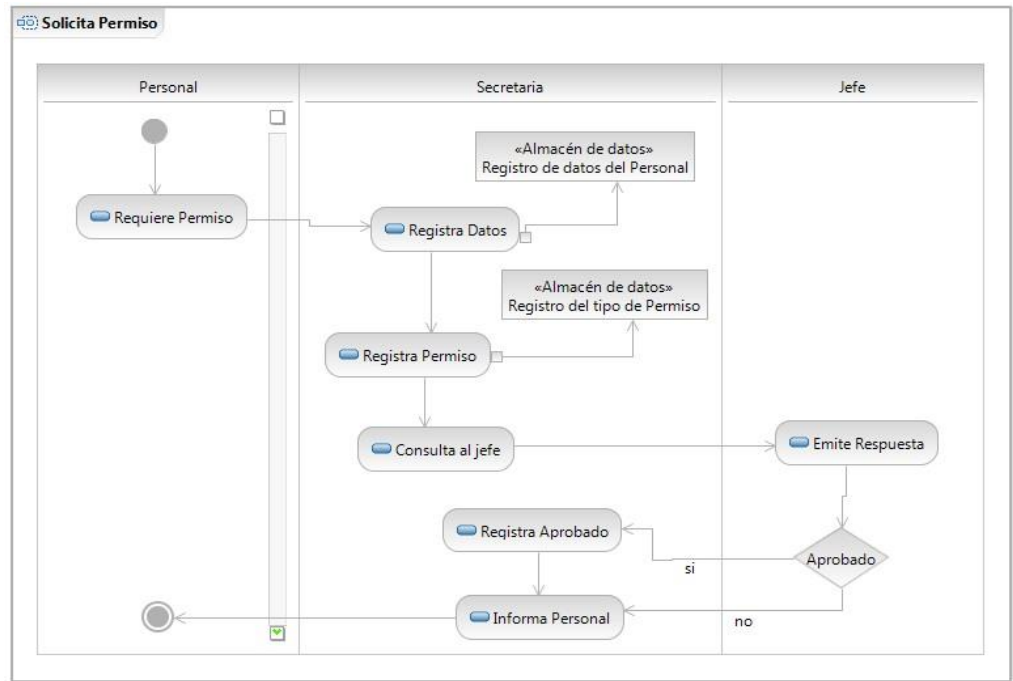 Solicita Permiso
Personal
Secretaria
Jefe
«Almacén de datos»
Registro de datos del Personal
Requiere Permiso
Registra Datos
«Almacén de datos»
Registro del tipo de Permiso
Registra Permiso
Consulta al jefe
Emite Respuesta
Registra Aprobado
Aprobado
si
Informa Personal
no